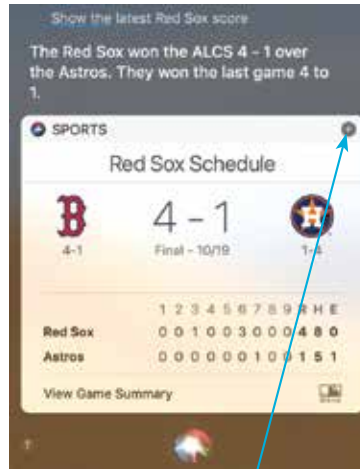 Show the latest Red Sox score
The Red Sox won the ALCS 4 – 1 over
the Astros. They won the last game 4 to
1.
SPORTS
Red Sox Schedule
B 4 – 1 H
4-1 Final – 10/19 1-4
1 2 3 4 5 6 7 8 9 R H E
Red Sox 0 0 1 0 0 3 0 0 0 4 8 0
Astros 0 0 0 0 0 0 1 0 0 1 5 1
View Game Summary